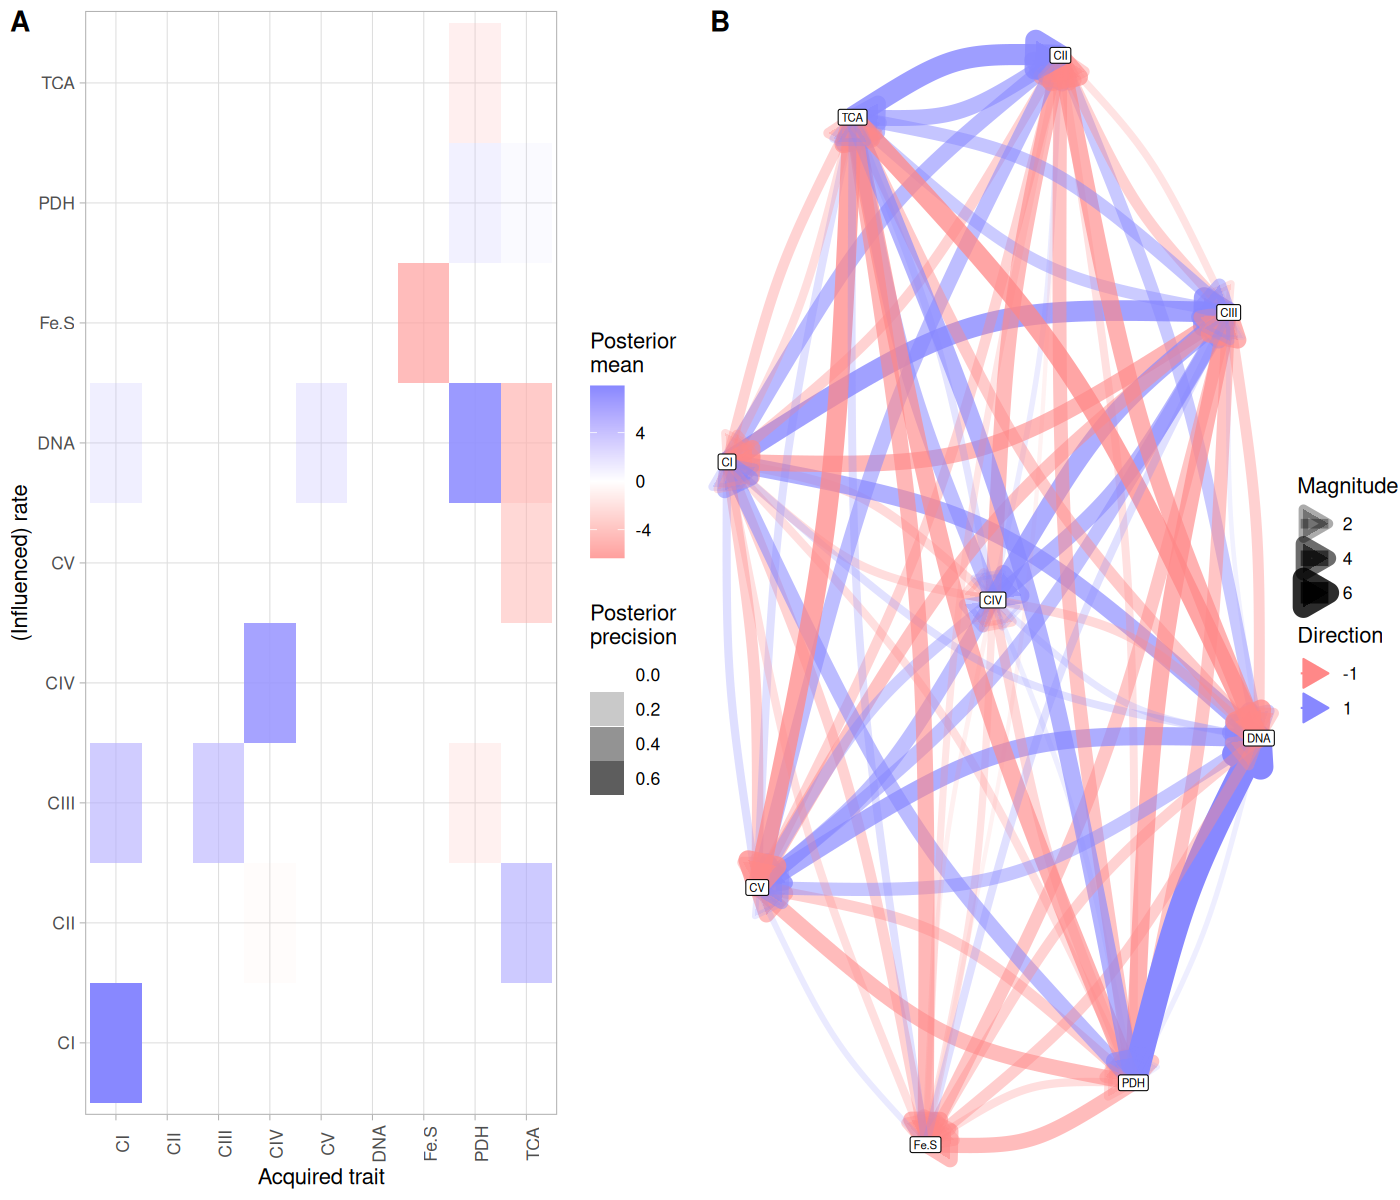 A
TCA
PDH
Fe.S
DNA
CV
CIV
CIII
CII
CI
(Influenced) rate
CI
CII
CIII
CIV
CV
DNA
Fe.S
PDH
TCA
Acquired trait
Posterior
mean
4
0
-4
Posterior
precision
0.0
0.2
0.4
0.6
B
CII
TCA
CIII
CI
CIV
DNA
CV
PDH
Fe.S
Magnitude
2
4
6
Direction
-1
1